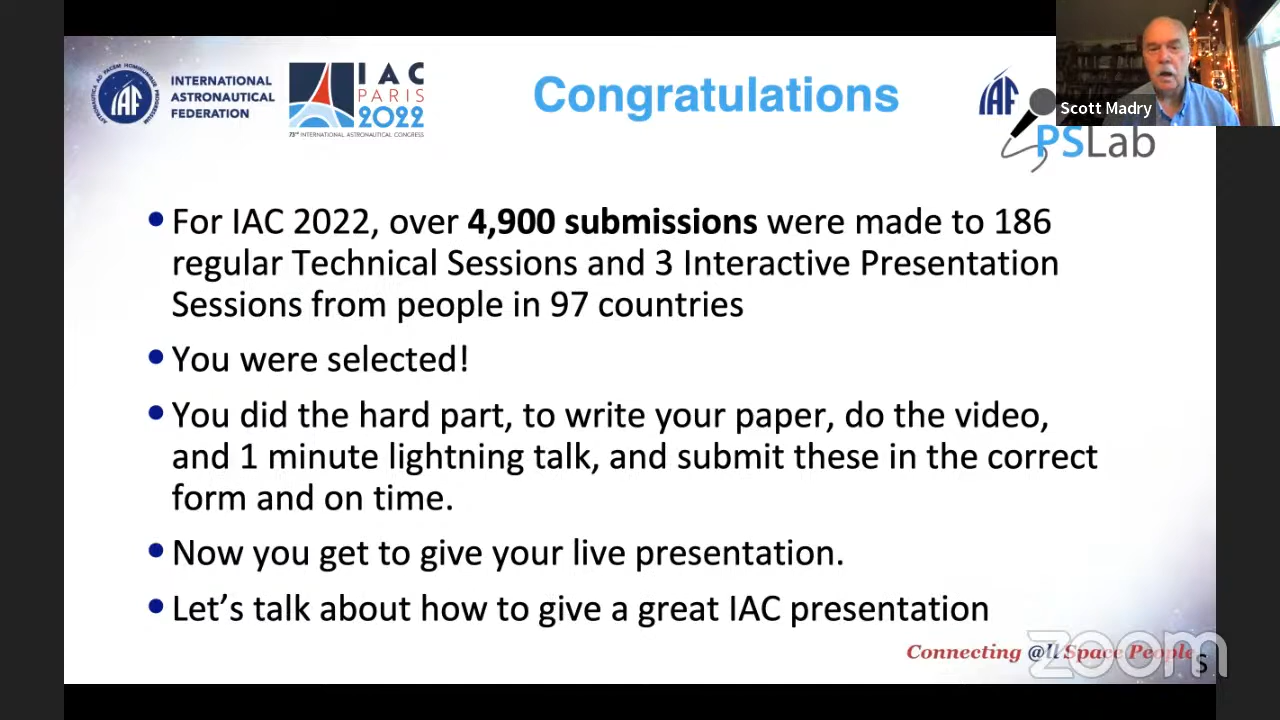 INTERNATIONAL
ASTRONAUTICAL
FEDERATION
IAF
IAC
PARIS
2022
73RD INTERNATIONAL ASTRONAUTICAL CONGRESS
Congratulations
IAF
PSLab
Scott Madry
• For IAC 2022, over 4,900 submissions were made to 186
regular Technical Sessions and 3 Interactive Presentation
Sessions from people in 97 countries
• You were selected!
• You did the hard part, to write your paper, do the video,
and 1 minute lightning talk, and submit these in the correct
form and on time.
• Now you get to give your live presentation.
• Let's talk about how to give a great IAC presentation
Connecting @ll Space People
zoom